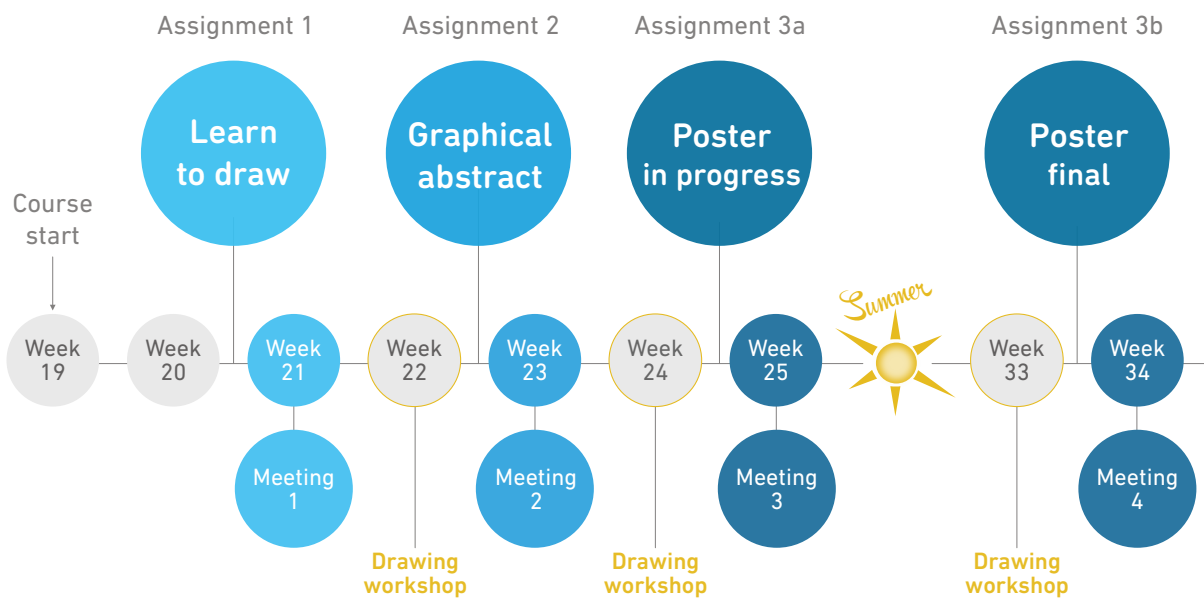 Assignment 1
Assignment 2
Assignment 3a
Assignment 3b
Learn
to draw
Graphical
abstract
Poster
in progress
Poster
final
Course
start
Summer
Week
19
Week
20
Week
21
Week
22
Week
23
Week
24
Week
25
Week
33
Week
34
Meeting
1
Meeting
2
Meeting
3
Meeting
4
Drawing
workshop
Drawing
workshop
Drawing
workshop